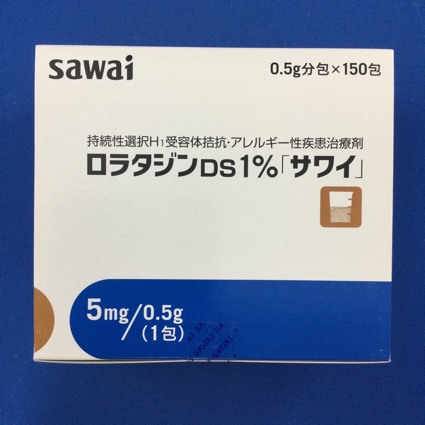 sawai
0.5g分包×150包
持続性選択H1受容体拮抗・アレルギー性疾患治療剤
ロラタジンDS1%「サワイ」
5mg/0.5g
(1包)